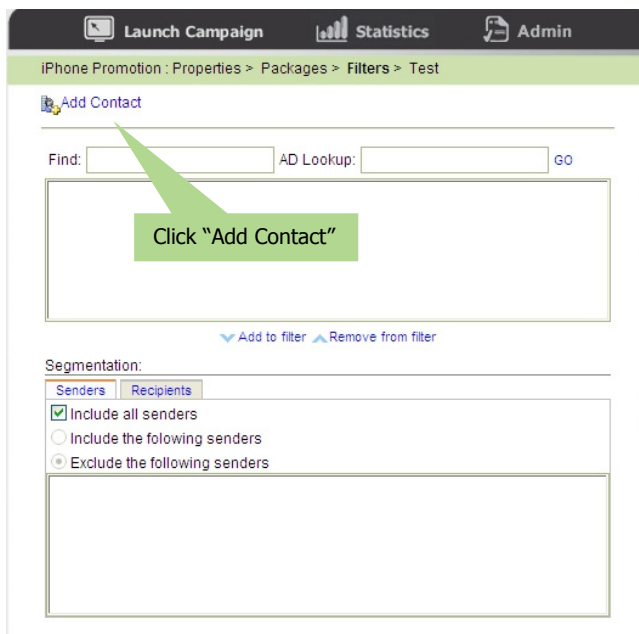 Launch Campaign Statistics Admin
iPhone Promotion : Properties > Packages > Filters > Test
Add Contact
Find: AD Lookup: GO
Click “Add Contact”
Add to filter Remove from filter
Segmentation:
Senders Recipients
Include all senders
Include the folowing senders
Exclude the following senders